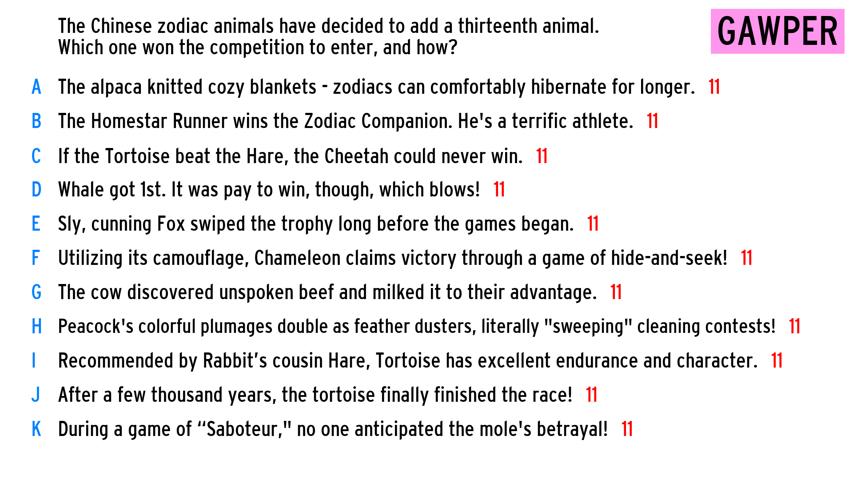 The Chinese zodiac animals have decided to add a thirteenth animal.
Which one won the competition to enter, and how?
GAWPER
A The alpaca knitted cozy blankets - zodiacs can comfortably hibernate for longer. 11
B The Homestar Runner wins the Zodiac Companion. He's a terrific athlete. 11
C If the Tortoise beat the Hare, the Cheetah could never win. 11
D Whale got 1st. It was pay to win, though, which blows! 11
E Sly, cunning Fox swiped the trophy long before the games began. 11
F Utilizing its camouflage, Chameleon claims victory through a game of hide-and-seek! 11
G The cow discovered unspoken beef and milked it to their advantage. 11
H Peacock's colorful plumages double as feather dusters, literally "sweeping" cleaning contests! 11
I Recommended by Rabbit’s cousin Hare, Tortoise has excellent endurance and character. 11
J After a few thousand years, the tortoise finally finished the race! 11
K During a game of “Saboteur," no one anticipated the mole's betrayal! 11